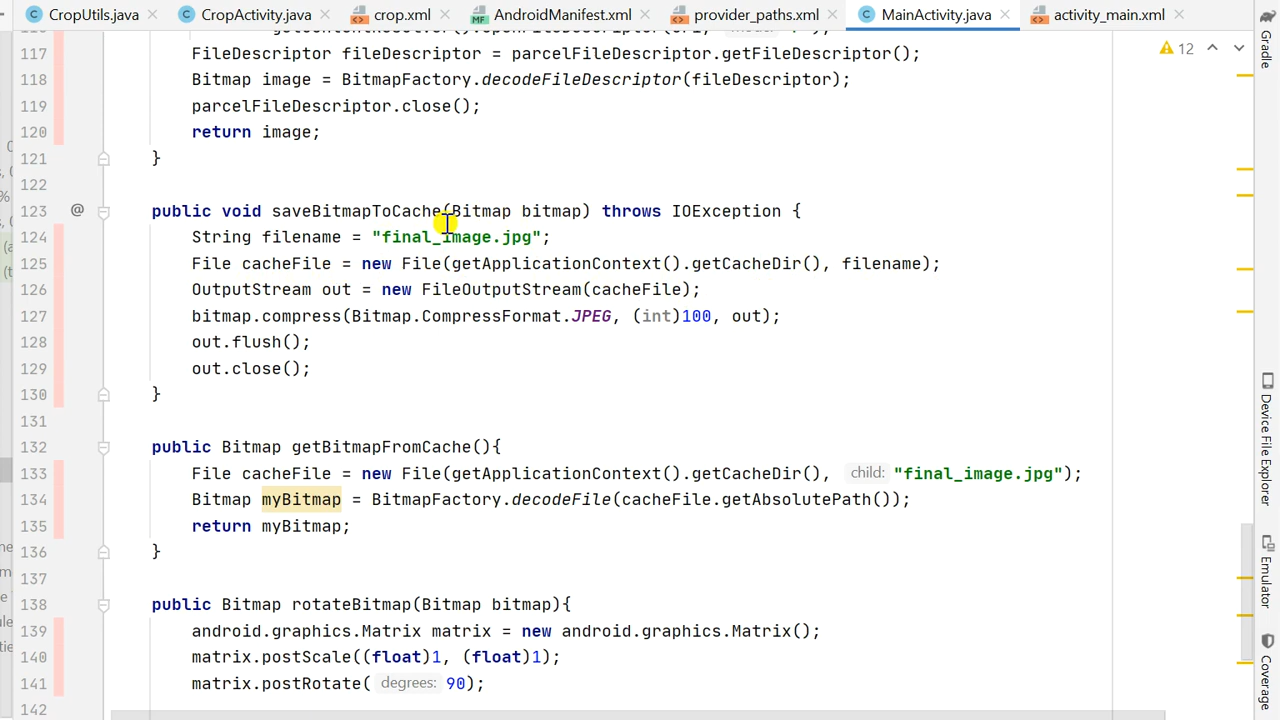 CropUtils.java
CropActivity.java
crop.xml
AndroidManifest.xml
provider_paths.xml
MainActivity.java
activity_main.xml
12
117 FileDescriptor fileDescriptor = parcelFileDescriptor.getFileDescriptor();
118 Bitmap image = BitmapFactory.decodeFileDescriptor(fileDescriptor);
119 parcelFileDescriptor.close();
120 return image;
121 }
122
123 @ public void saveBitmapToCache(Bitmap bitmap) throws IOException {
124 String filename = "final_image.jpg";
125 File cacheFile = new File(getApplicationContext().getCacheDir(), filename);
126 OutputStream out = new FileOutputStream(cacheFile);
127 bitmap.compress(Bitmap.CompressFormat.JPEG, (int)100, out);
128 out.flush();
129 out.close();
130 }
131
132 public Bitmap getBitmapFromCache(){
133 File cacheFile = new File(getApplicationContext().getCacheDir(), child: "final_image.jpg");
134 Bitmap myBitmap = BitmapFactory.decodeFile(cacheFile.getAbsolutePath());
135 return myBitmap;
136 }
137
138 public Bitmap rotateBitmap(Bitmap bitmap){
139 android.graphics.Matrix matrix = new android.graphics.Matrix();
140 matrix.postScale((float)1, (float)1);
141 matrix.postRotate( degrees: 90);
142
Gradle
Device File Explorer
Emulator
Coverage